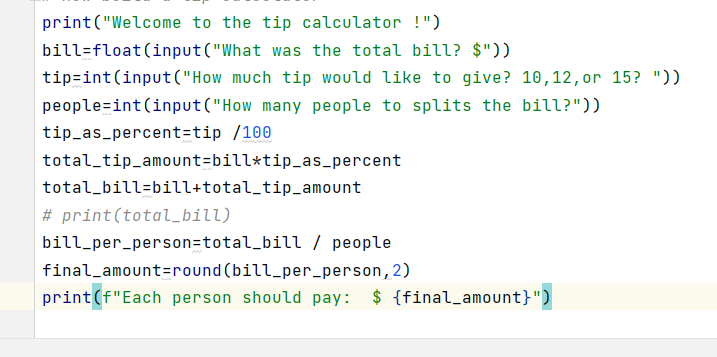 print("Welcome to the tip calculator !")
bill=float(input("What was the total bill? $"))
tip=int(input("How much tip would like to give? 10,12,or 15? "))
people=int(input("How many people to splits the bill?"))
tip_as_percent=tip /100
total_tip_amount=bill*tip_as_percent
total_bill=bill+total_tip_amount
# print(total_bill)
bill_per_person=total_bill / people
final_amount=round(bill_per_person,2)
print(f"Each person should pay:  $ {final_amount}")